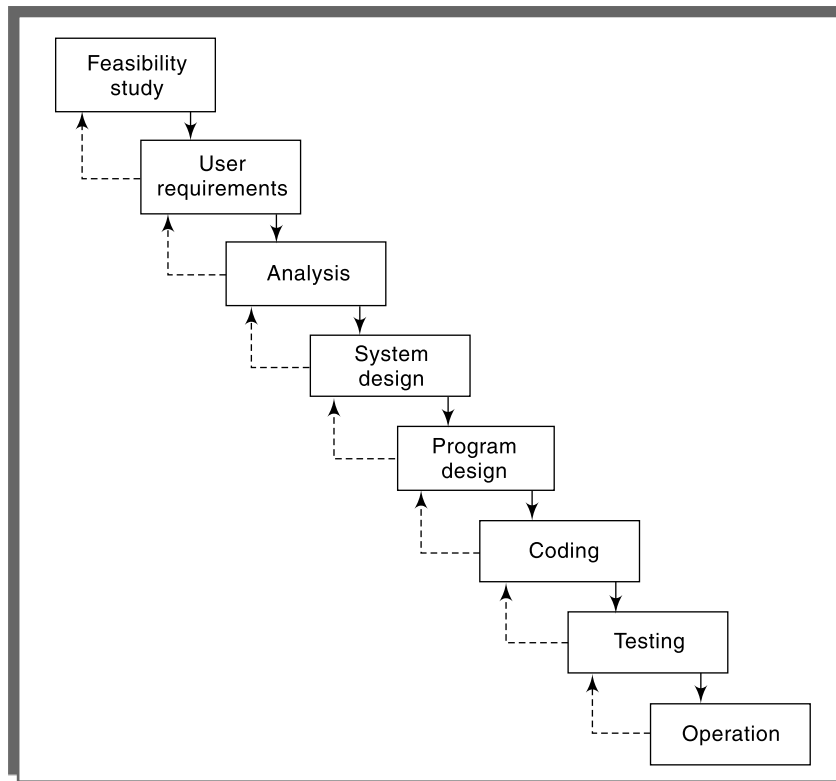 Feasibility
study
User
requirements
Analysis
System
design
Program
design
Coding
Testing
Operation